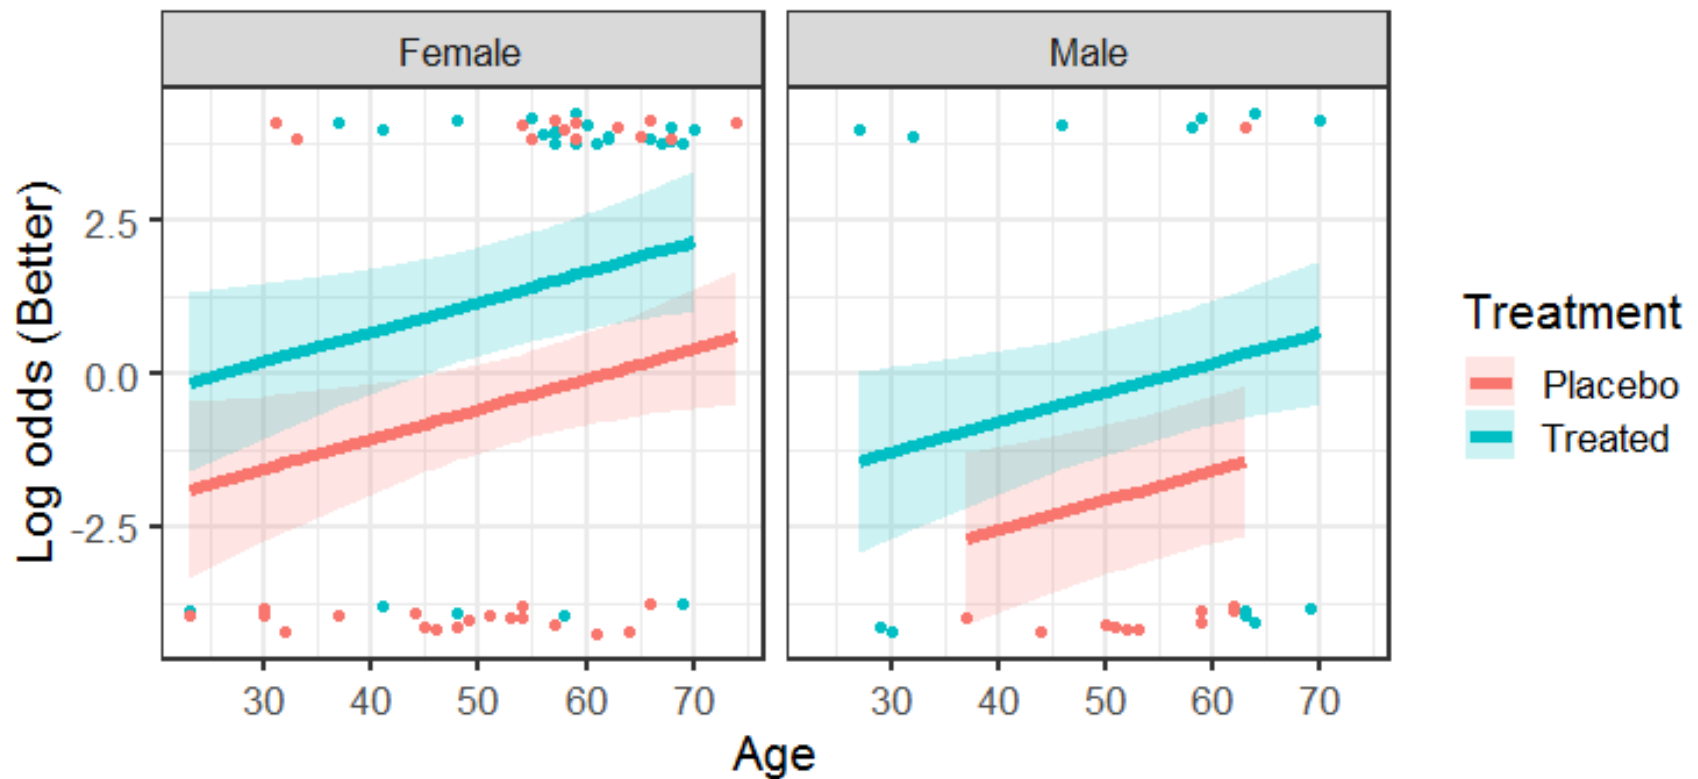 Female Male
Log odds (Better)
2.5
0.0
-2.5
30 40 50 60 70 30 40 50 60 70
Age
Treatment
Placebo
Treated